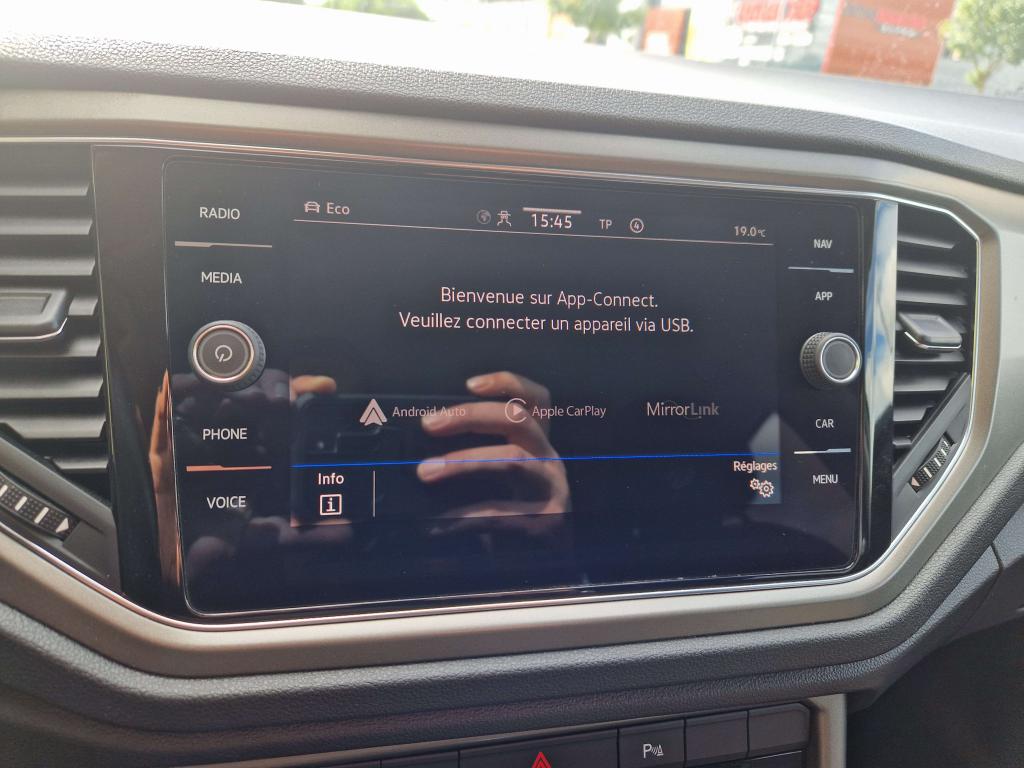 RADIO
MEDIA
PHONE
VOICE
Eco
15:45
TP
4
19.0°C
Bienvenue sur App-Connect.
Veuillez connecter un appareil via USB.
Android Auto
Apple CarPlay
MirrorLink
Info
i
Réglages
NAV
APP
CAR
MENU
P